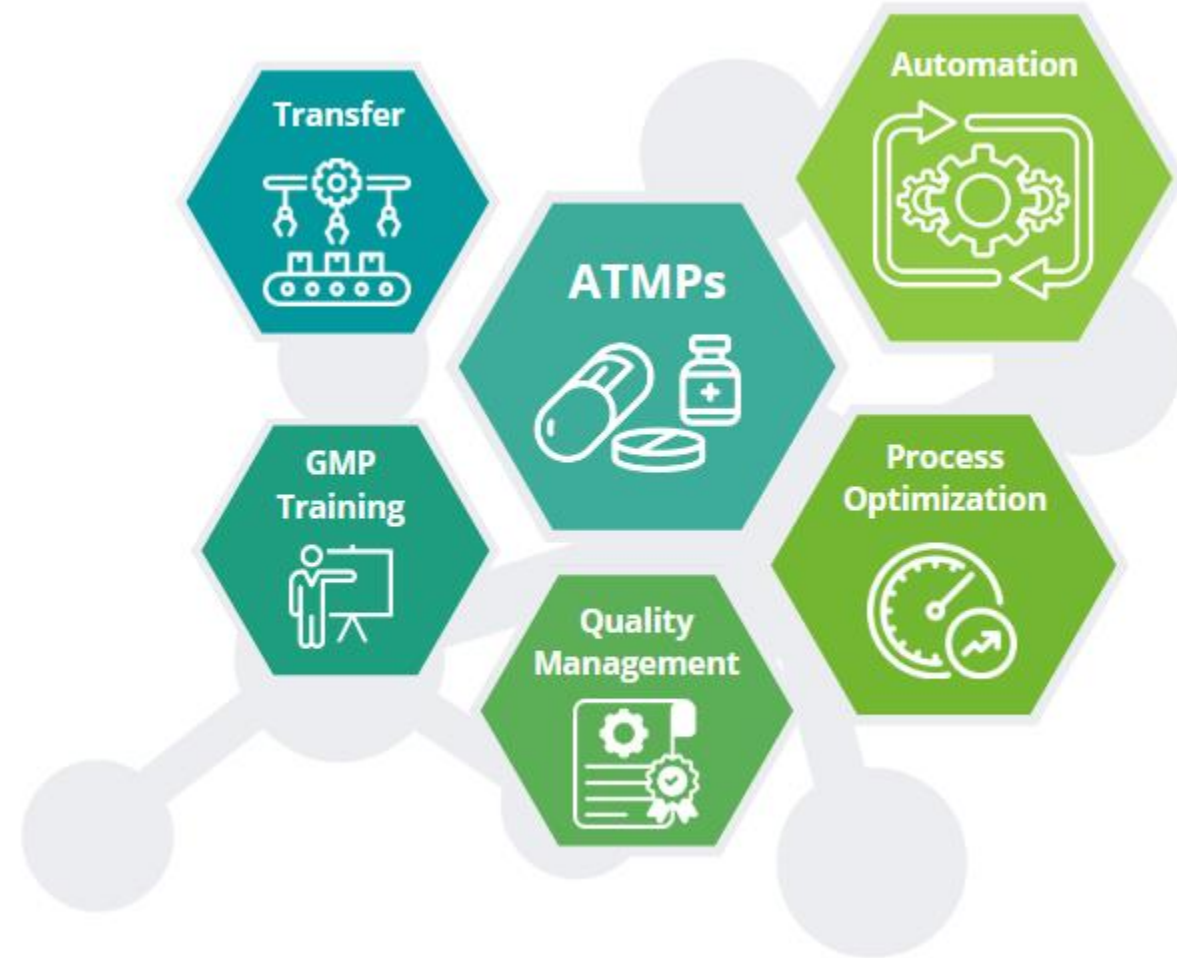 Transfer
Automation
ATMPs
GMP
Training
Process
Optimization
Quality
Management